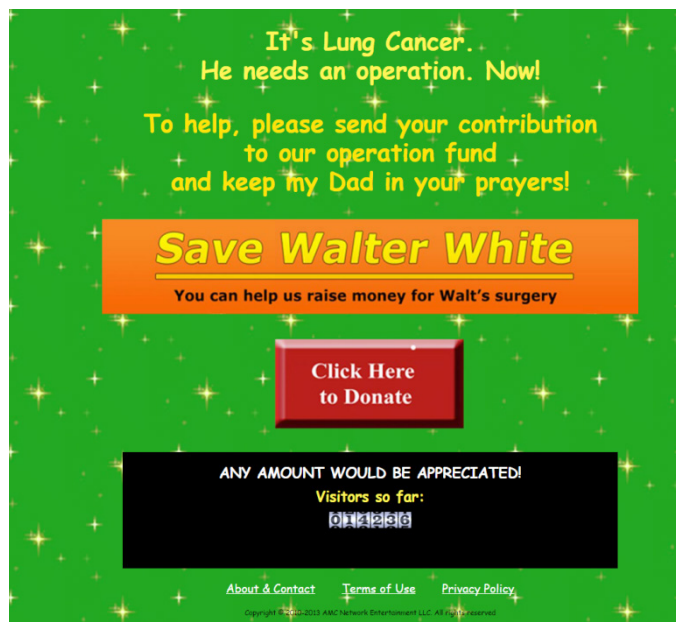 It's Lung Cancer.
He needs an operation. Now!
To help, please send your contribution
to our operation fund
and keep my Dad in your prayers!
Save Walter White
You can help us raise money for Walt's surgery
Click Here
to Donate
ANY AMOUNT WOULD BE APPRECIATED!
Visitors so far:
014236
About & Contact Terms of Use Privacy Policy
Copyright © 2010-2013 AMC Network Entertainment LLC. All rights reserved